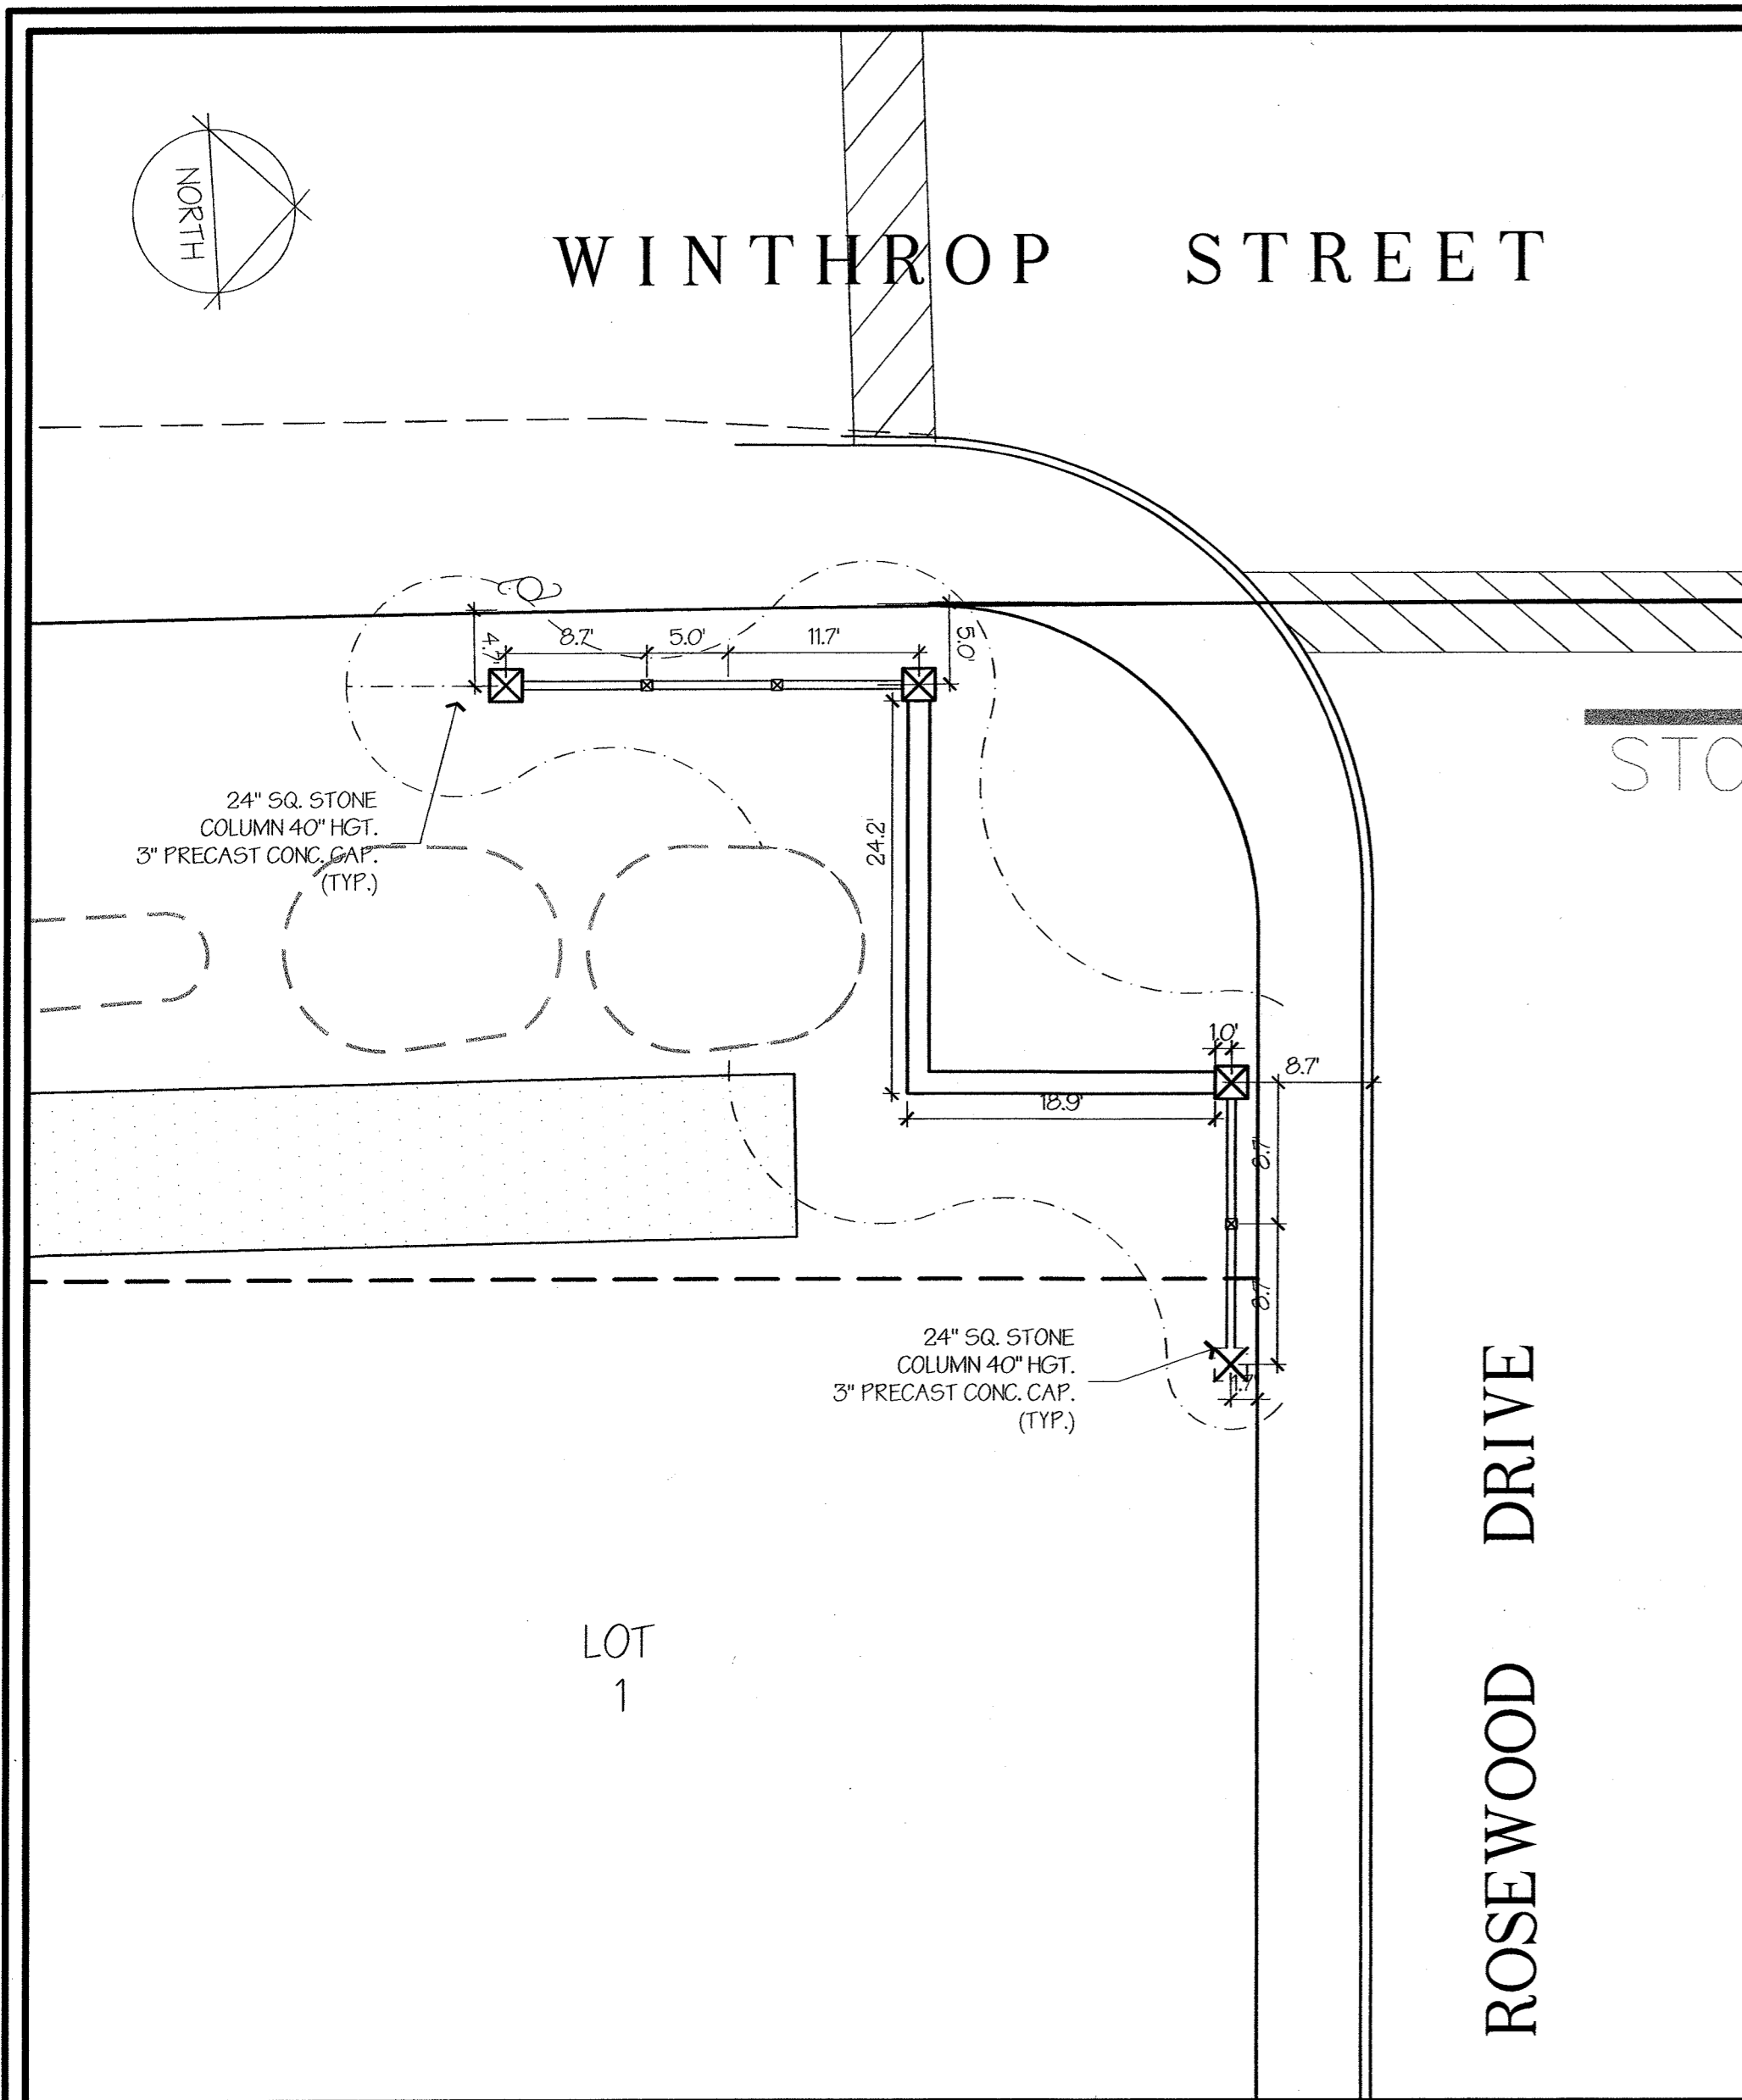 NORTH
WINTHROP STREET
4.7'
8.7'
5.0'
11.7'
5.0'
STO
24" SQ. STONE
COLUMN 40" HGT.
3" PRECAST CONC. CAP.
(TYP.)
24.2'
1.0'
8.7'
18.9'
8.7'
8.7'
24" SQ. STONE
COLUMN 40" HGT.
3" PRECAST CONC. CAP.
(TYP.)
1.7'
ROSEWOOD DRIVE
LOT
1